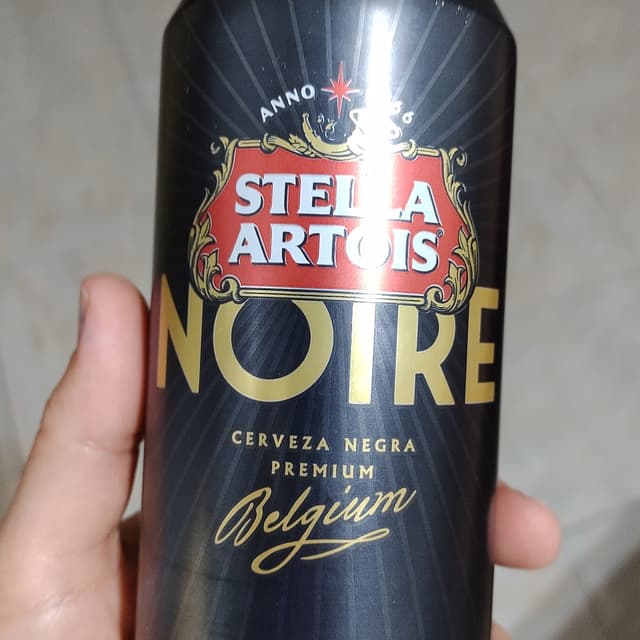 ANNO
STELLA
ARTOIS
NOIRE
CERVEZA NEGRA
PREMIUM
Belgium